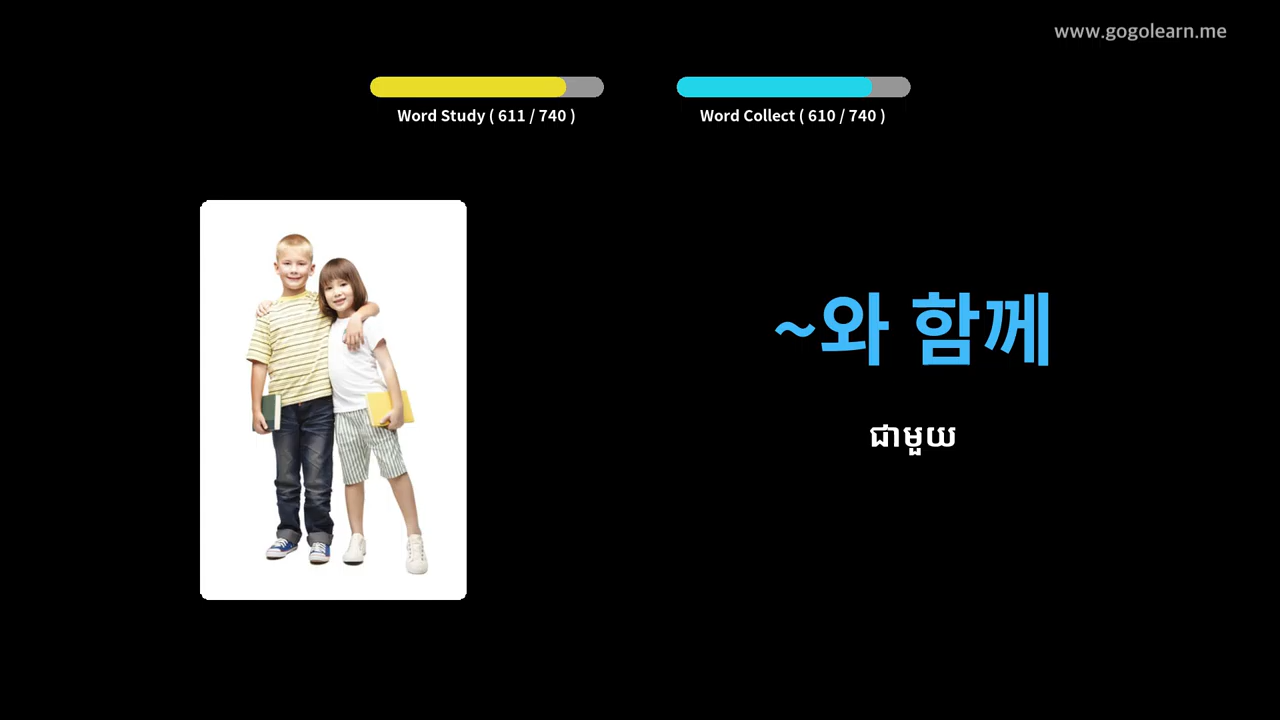 www.gogolearn.me
Word Study ( 611 / 740 )
Word Collect ( 610 / 740 )
~와 함께
ជាមួយ